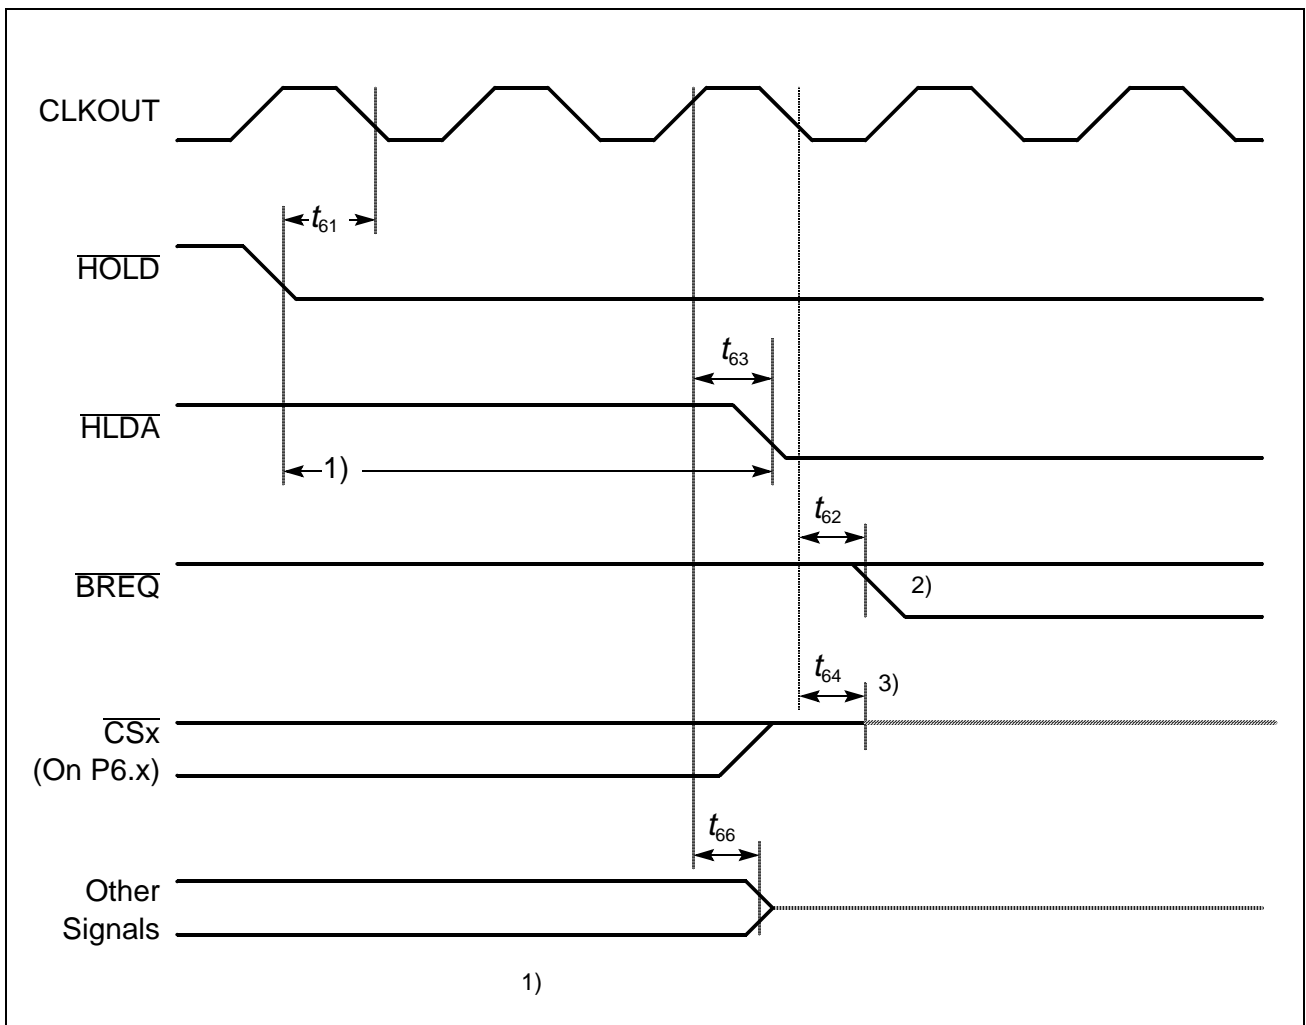 CLKOUT
t61
HOLD
t63
HLDA
1)
t62
BREQ
2)
t64
3)
CSx
(On P6.x)
t66
Other
Signals
1)